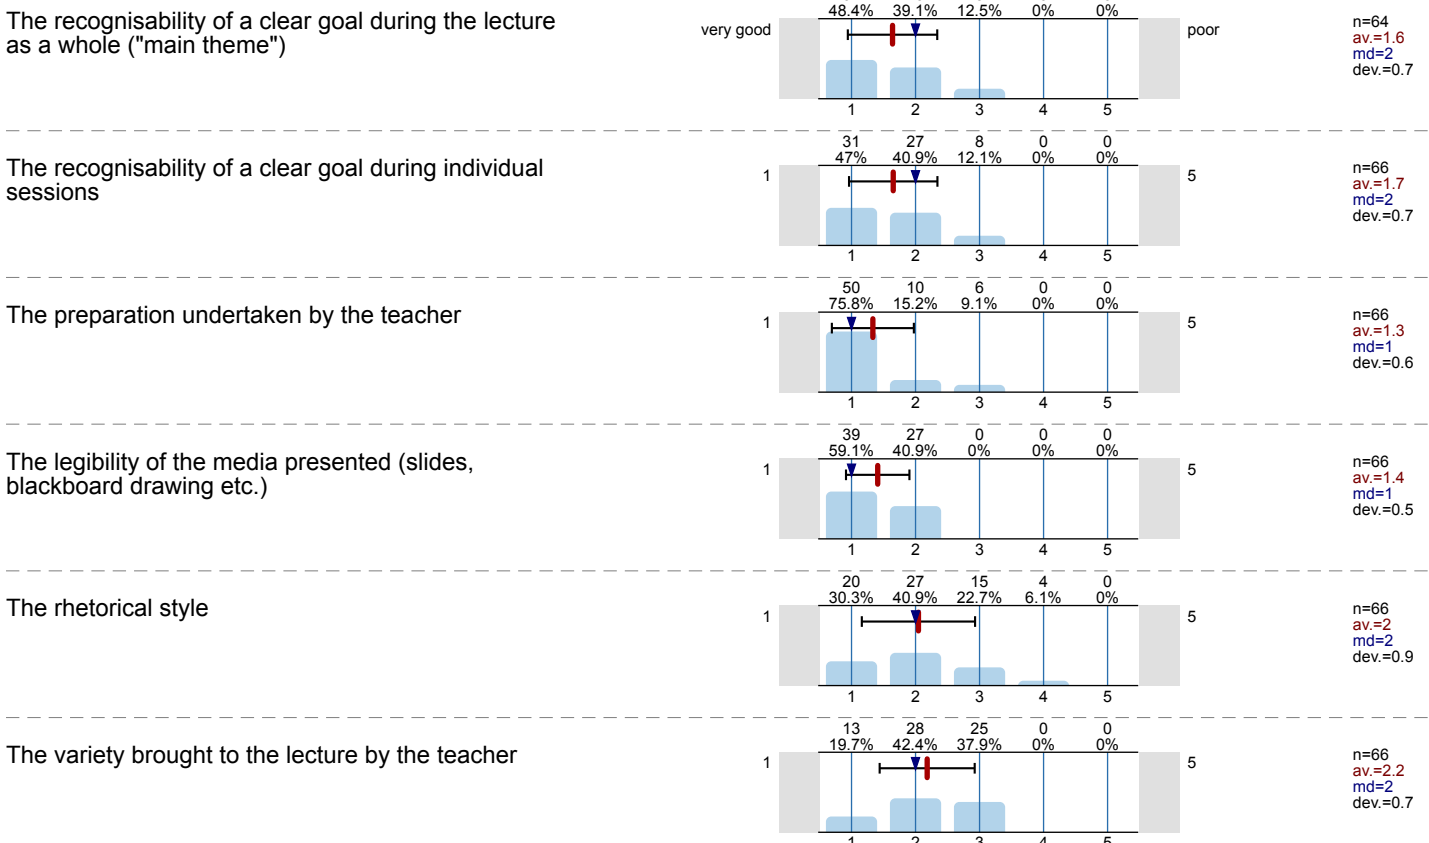 The recognisability of a clear goal during the lecture
as a whole ("main theme")
48.4% 39.1% 12.5% 0% 0%
very good poor
n=64
av.=1.6
md=2
dev.=0.7
1 2 3 4 5
The recognisability of a clear goal during individual
sessions
31 27 8 0 0
47% 40.9% 12.1% 0% 0%
1 5
n=66
av.=1.7
md=2
dev.=0.7
1 2 3 4 5
The preparation undertaken by the teacher
50 10 6 0 0
75.8% 15.2% 9.1% 0% 0%
1 5
n=66
av.=1.3
md=1
dev.=0.6
1 2 3 4 5
The legibility of the media presented (slides,
blackboard drawing etc.)
39 27 0 0 0
59.1% 40.9% 0% 0% 0%
1 5
n=66
av.=1.4
md=1
dev.=0.5
1 2 3 4 5
The rhetorical style
20 27 15 4 0
30.3% 40.9% 22.7% 6.1% 0%
1 5
n=66
av.=2
md=2
dev.=0.9
1 2 3 4 5
The variety brought to the lecture by the teacher
13 28 25 0 0
19.7% 42.4% 37.9% 0% 0%
1 5
n=66
av.=2.2
md=2
dev.=0.7
1 2 3 4 5